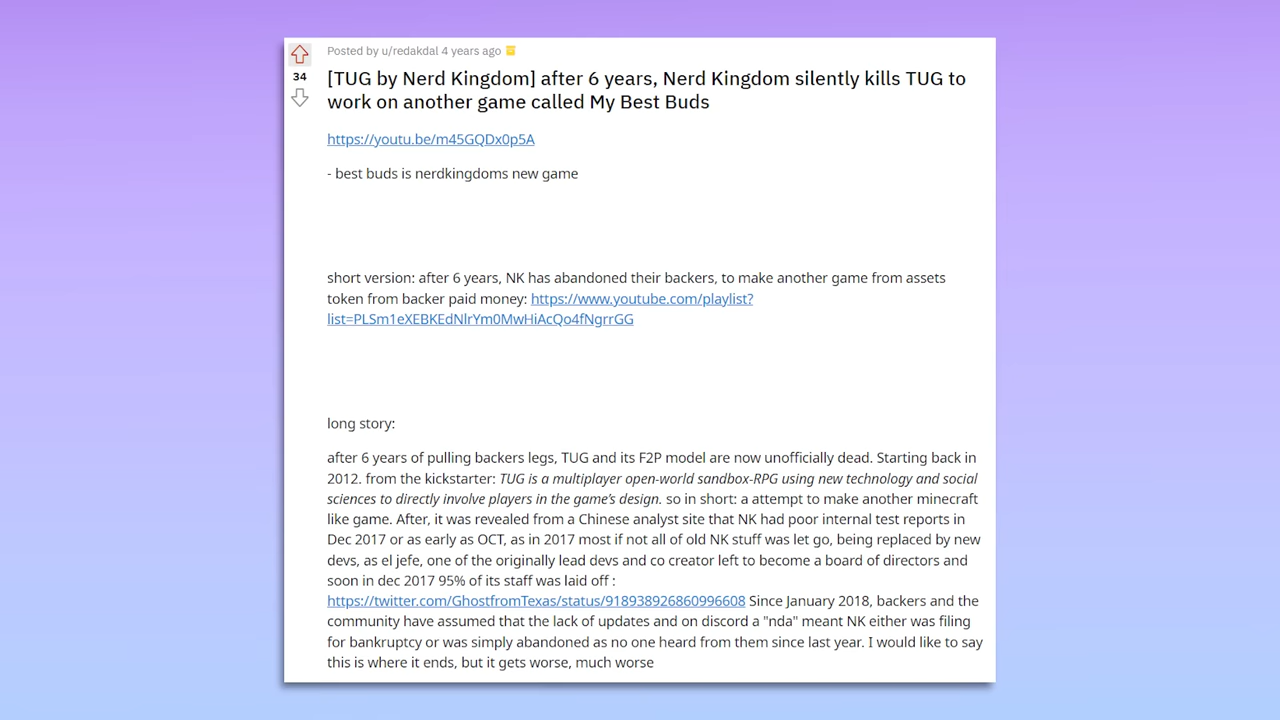 Posted by u/redakdal 4 years ago
34
[TUG by Nerd Kingdom] after 6 years, Nerd Kingdom silently kills TUG to
work on another game called My Best Buds
https://youtu.be/m45GQDx0p5A
- best buds is nerdkingdoms new game
short version: after 6 years, NK has abandoned their backers, to make another game from assets
token from backer paid money: https://www.youtube.com/playlist?
list=PLSm1eXEBKEdNlrYm0MwHiAcQo4fNgrrGG
long story:
after 6 years of pulling backers legs, TUG and its F2P model are now unofficially dead. Starting back in
2012. from the kickstarter: TUG is a multiplayer open-world sandbox-RPG using new technology and social
sciences to directly involve players in the game's design. so in short: a attempt to make another minecraft
like game. After, it was revealed from a Chinese analyst site that NK had poor internal test reports in
Dec 2017 or as early as OCT, as in 2017 most if not all of old NK stuff was let go, being replaced by new
devs, as el jefe, one of the originally lead devs and co creator left to become a board of directors and
soon in dec 2017 95% of its staff was laid off :
https://twitter.com/GhostfromTexas/status/918938926860996608 Since January 2018, backers and the
community have assumed that the lack of updates and on discord a "nda" meant NK either was filing
for bankruptcy or was simply abandoned as no one heard from them since last year. I would like to say
this is where it ends, but it gets worse, much worse